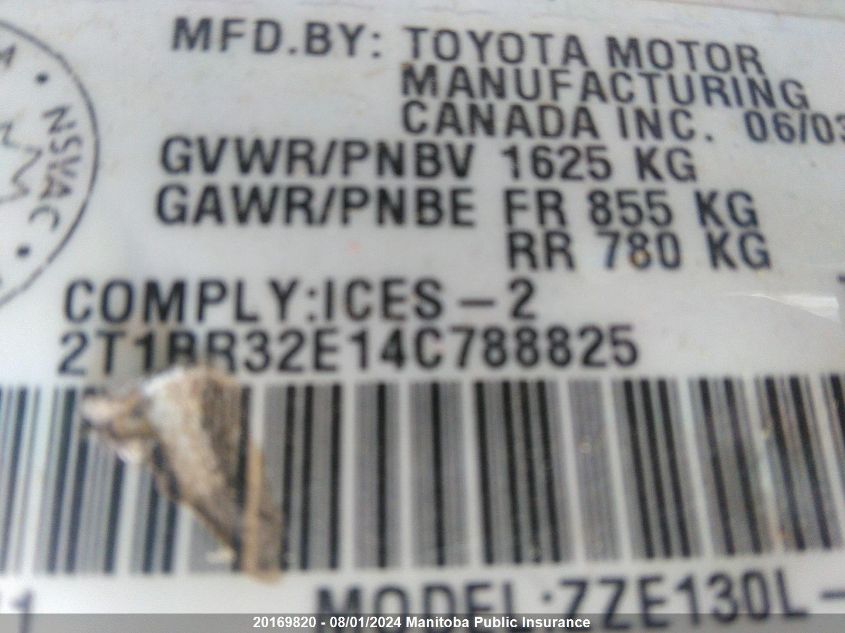 NSVAC
MFD.BY: TOYOTA MOTOR
MANUFACTURING
CANADA INC. 06/03
GVWR/PNBV 1625 KG
GAWR/PNBE FR 855 KG
RR 780 KG
COMPLY:ICES-2
2T1BR32E14C788825
MODEL:ZZE130L-
20169820 - 08/01/2024 Manitoba Public Insurance